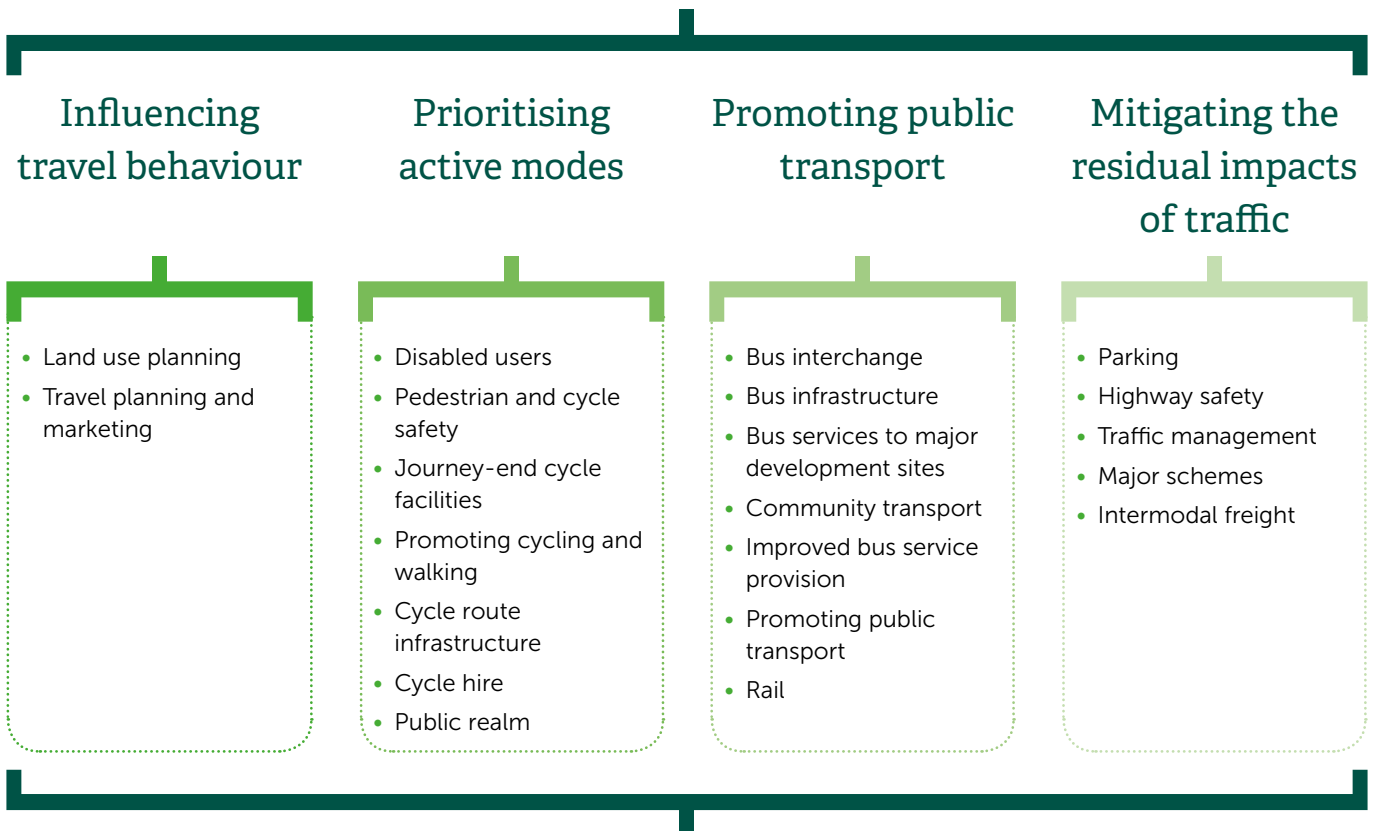 Influencing
travel behaviour
• Land use planning
• Travel planning and
marketing
Prioritising
active modes
• Disabled users
• Pedestrian and cycle
safety
• Journey-end cycle
facilities
• Promoting cycling and
walking
• Cycle route
infrastructure
• Cycle hire
• Public realm
Promoting public
transport
• Bus interchange
• Bus infrastructure
• Bus services to major
development sites
• Community transport
• Improved bus service
provision
• Promoting public
transport
• Rail
Mitigating the
residual impacts
of traffic
• Parking
• Highway safety
• Traffic management
• Major schemes
• Intermodal freight